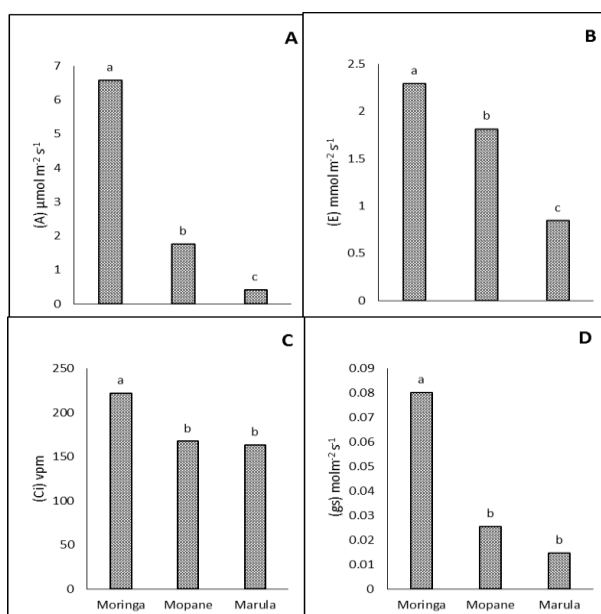 A
(A) µmol m⁻² s⁻¹
7
6
5
4
3
2
1
0
a
b
c
B
(E) mmol m⁻² s⁻¹
2.5
2
1.5
1
0.5
0
a
b
c
C
(Ci) vpm
250
200
150
100
50
0
a
b
b
Moringa Mopane Marula
D
(gs) molm⁻² s⁻¹
0.09
0.08
0.07
0.06
0.05
0.04
0.03
0.02
0.01
0
a
b
b
Moringa Mopane Marula